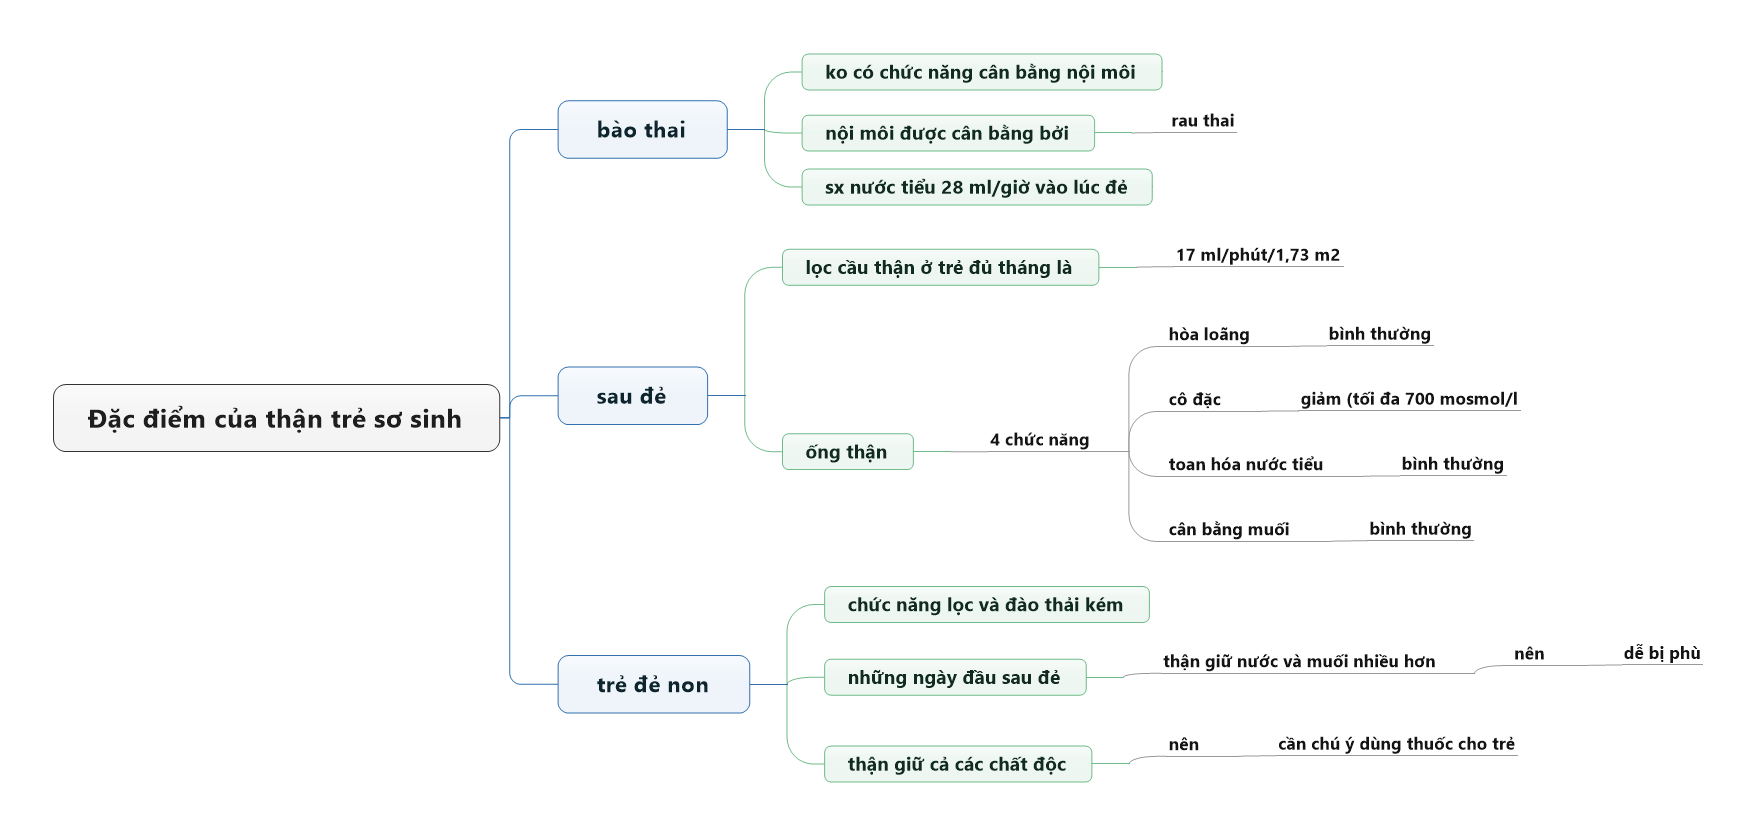 Đặc điểm của thận trẻ sơ sinh
bào thai
ko có chức năng cân bằng nội môi
nội môi được cân bằng bởi
rau thai
sx nước tiểu 28 ml/giờ vào lúc đẻ
sau đẻ
lọc cầu thận ở trẻ đủ tháng là
17 ml/phút/1,73 m2
ống thận
4 chức năng
hòa loãng
bình thường
cô đặc
giảm (tối đa 700 mosmol/l
toan hóa nước tiểu
bình thường
cân bằng muối
bình thường
trẻ đẻ non
chức năng lọc và đào thải kém
những ngày đầu sau đẻ
thận giữ nước và muối nhiều hơn
nên
dễ bị phù
thận giữ cả các chất độc
nên
cần chú ý dùng thuốc cho trẻ